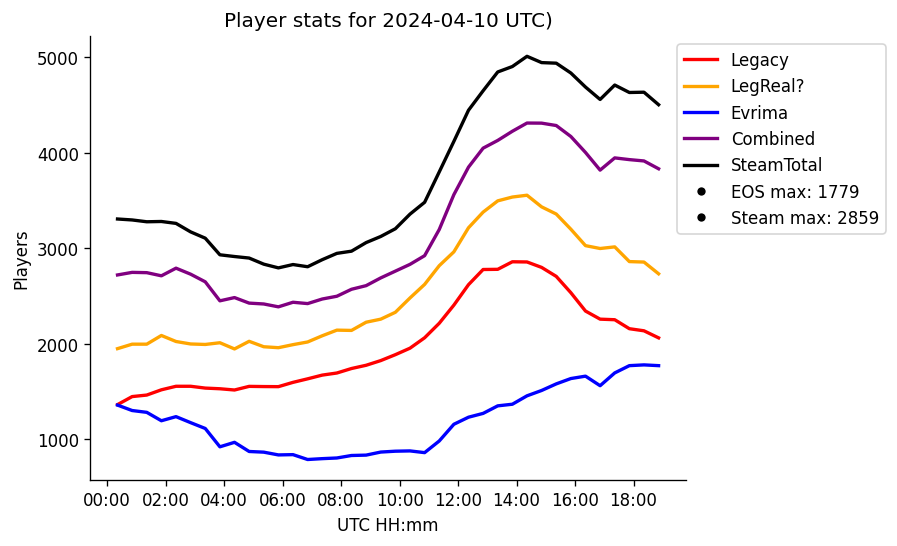 Player stats for 2024-04-10 UTC)
5000
4000
3000
2000
1000
Players
00:00 02:00 04:00 06:00 08:00 10:00 12:00 14:00 16:00 18:00
UTC HH:mm
Legacy
LegReal?
Evrima
Combined
SteamTotal
EOS max: 1779
Steam max: 2859